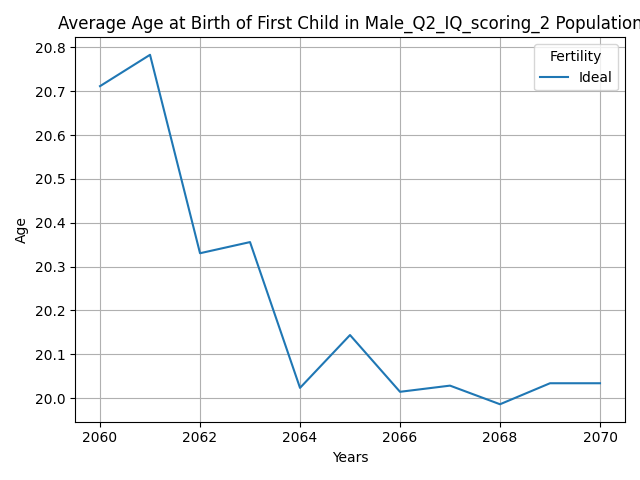 Average Age at Birth of First Child in Male_Q2_IQ_scoring_2 Population
20.8
20.7
20.6
20.5
20.4
20.3
20.2
20.1
20.0
Age
Fertility
Ideal
2060 2062 2064 2066 2068 2070
Years